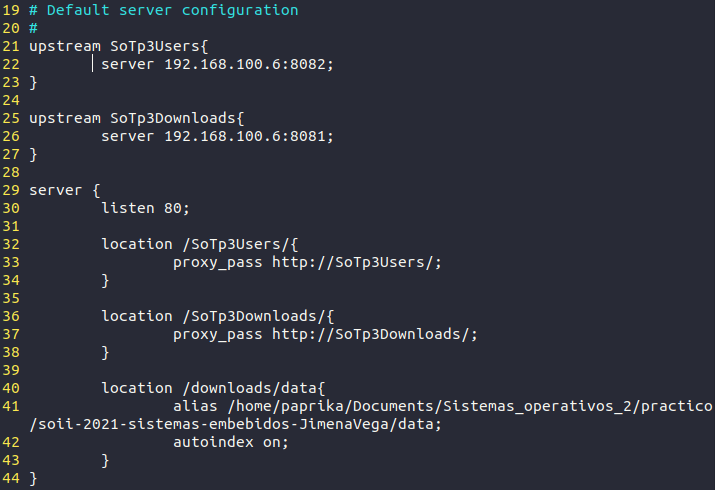 19 # Default server configuration
20 #
21 upstream SoTp3Users{
22         server 192.168.100.6:8082;
23 }
24
25 upstream SoTp3Downloads{
26         server 192.168.100.6:8081;
27 }
28
29 server {
30         listen 80;
31
32         location /SoTp3Users/{
33                 proxy_pass http://SoTp3Users/;
34         }
35
36         location /SoTp3Downloads/{
37                 proxy_pass http://SoTp3Downloads/;
38         }
39
40         location /downloads/data{
41                 alias /home/paprika/Documents/Sistemas_operativos_2/practico
/soii-2021-sistemas-embebidos-JimenaVega/data;
42                 autoindex on;
43         }
44 }